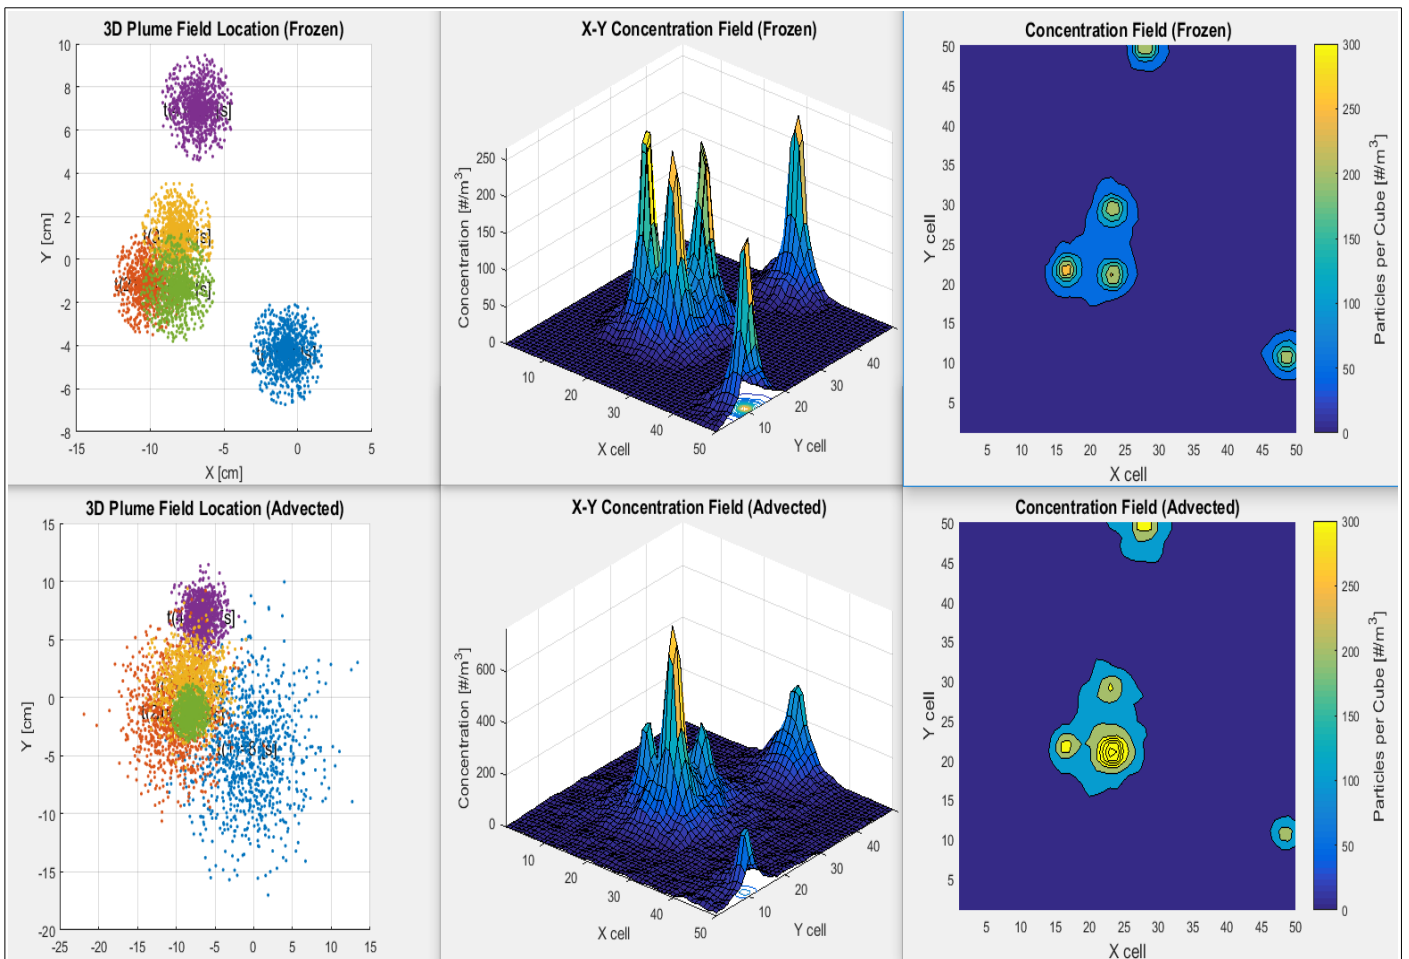 3D Plume Field Location (Frozen)
10
8
6
4
2
0
-2
-4
-6
-8
Y [cm]
[s]
[s]
-15 -10 -5 0 5
X [cm]
X-Y Concentration Field (Frozen)
Concentration [#/m³]
250
200
150
100
50
0
10
20
30
40
50
X cell
10
20
30
40
Y cell
Concentration Field (Frozen)
50
45
40
35
30
25
20
15
10
5
Y cell
5 10 15 20 25 30 35 40 45 50
X cell
300
250
200
150
100
50
0
Particles per Cube [#/m³]
3D Plume Field Location (Advected)
15
10
5
0
-5
-10
-15
-20
Y [cm]
-25 -20 -15 -10 -5 0 5 10 15
X-Y Concentration Field (Advected)
Concentration [#/m³]
600
400
200
0
10
20
30
40
50
X cell
10
20
30
40
Y cell
Concentration Field (Advected)
50
45
40
35
30
25
20
15
10
5
Y cell
5 10 15 20 25 30 35 40 45 50
X cell
300
250
200
150
100
50
0
Particles per Cube [#/m³]